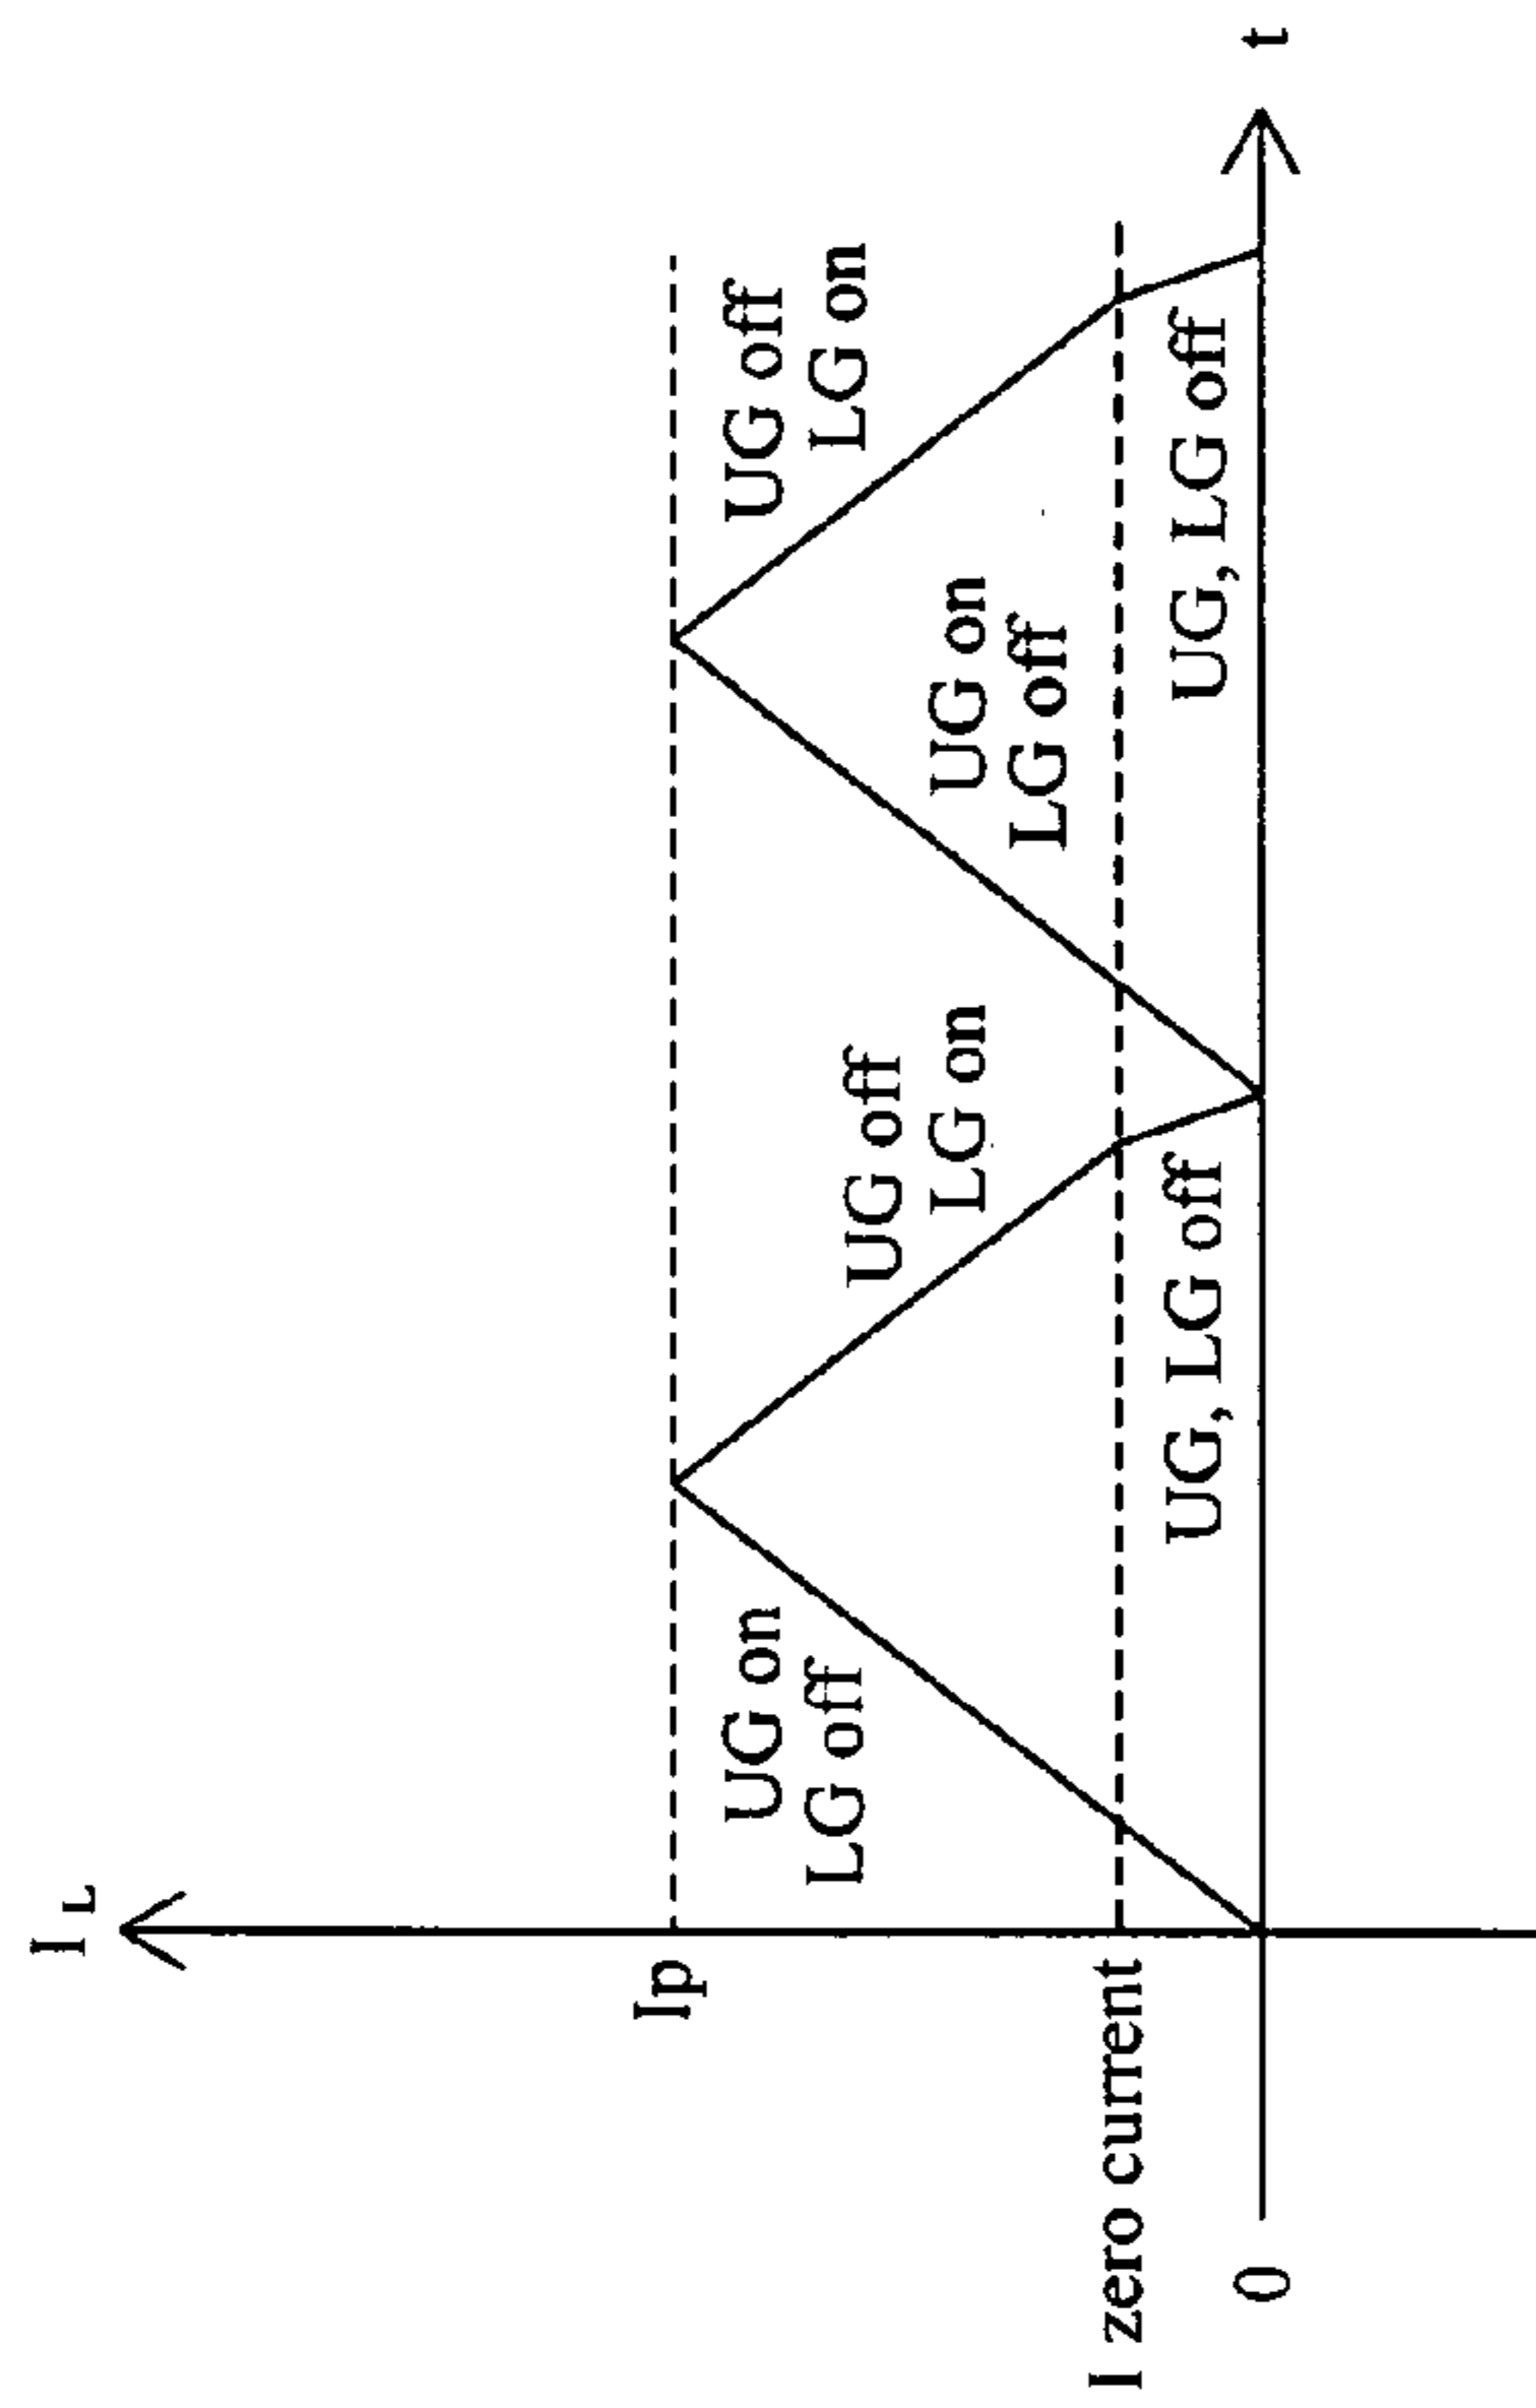 I L
Ip
UG on
LG off
UG off
LG on
UG on
LG off
UG off
LG on
I zero current
UG, LG off
UG, LG off
0
t